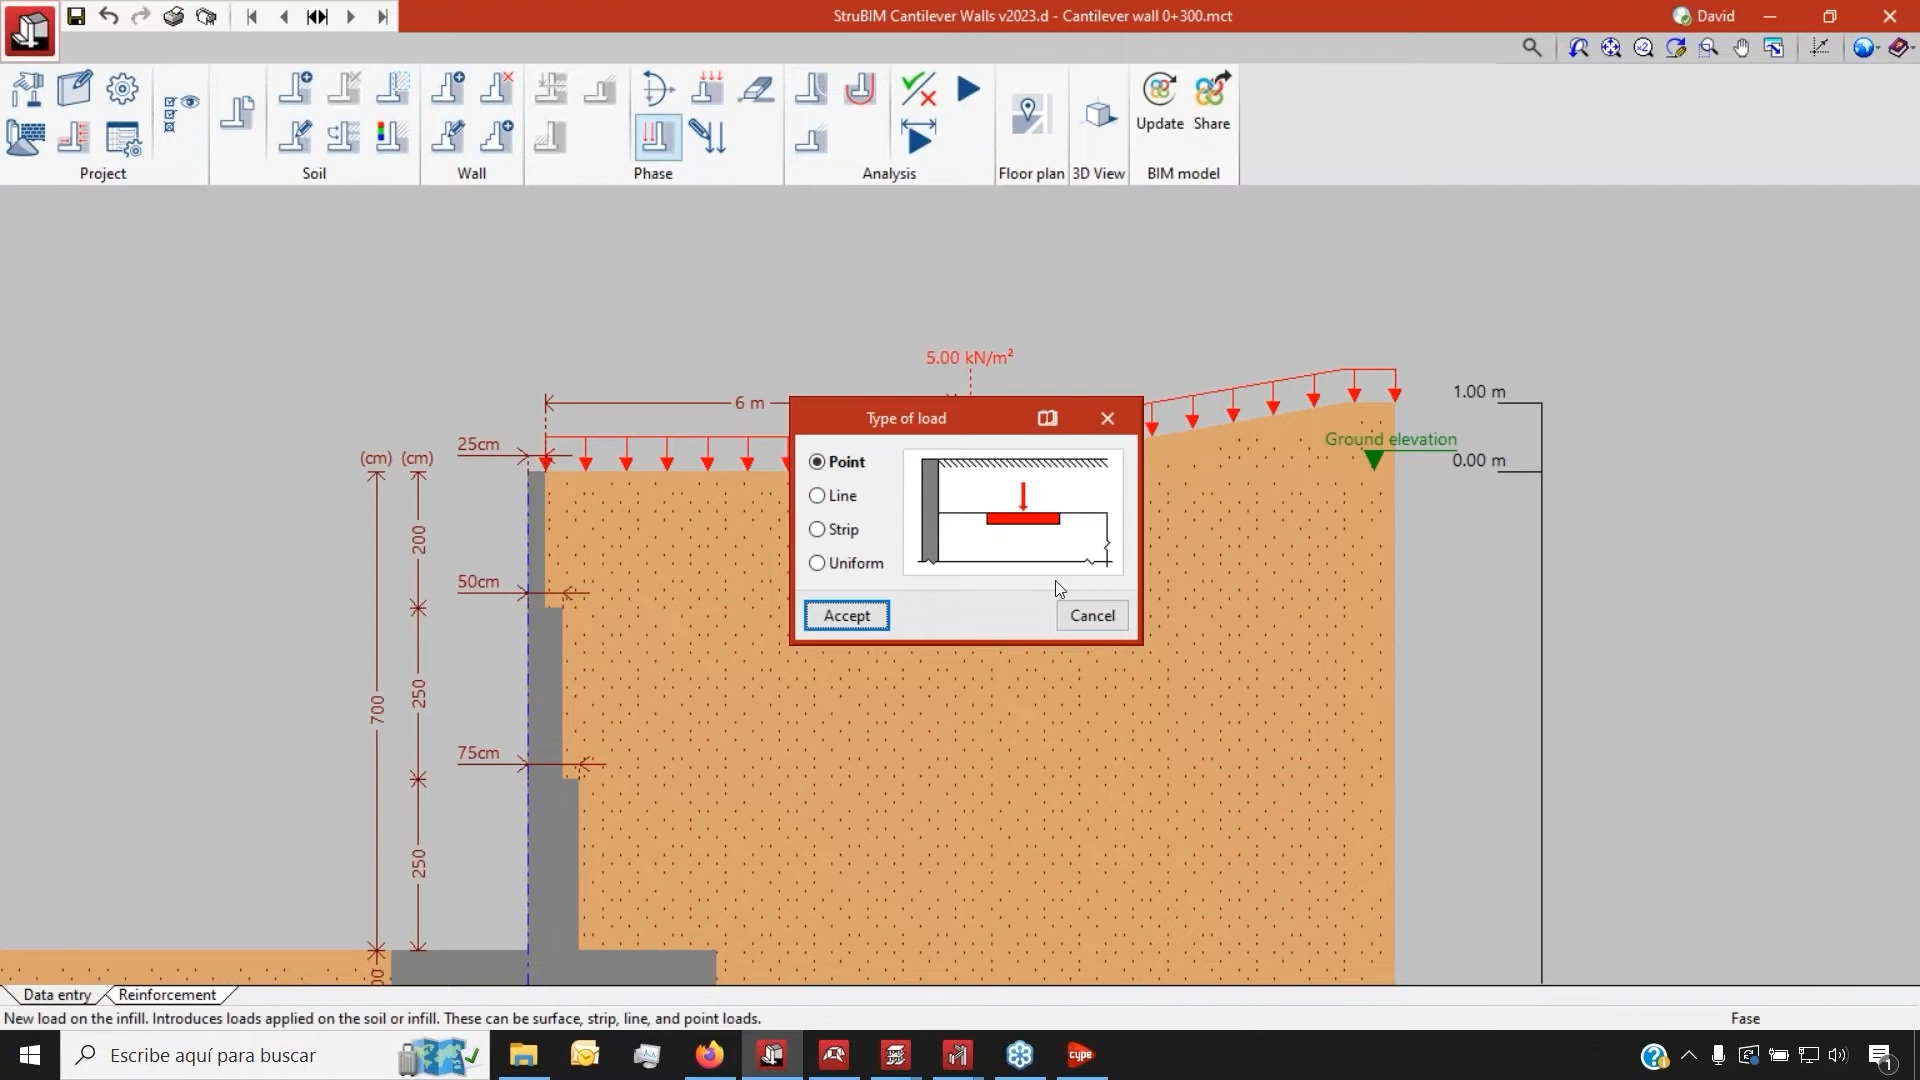 StruBIM Cantilever Walls v2023.d - Cantilever wall 0+300.mct
David
Update
Share
Project
Soil
Wall
Phase
Analysis
Floor plan
3D View
BIM model
5.00 kN/m²
6 m
1.00 m
Type of load
25cm
Ground elevation
(cm) (cm)
Point
0.00 m
Line
200
Strip
Uniform
50cm
Accept
Cancel
250
700
75cm
250
Data entry
Reinforcement
New load on the infill. Introduces loads applied on the soil or infill. These can be surface, strip, line, and point loads.
Fase
Escribe aquí para buscar
cype
1